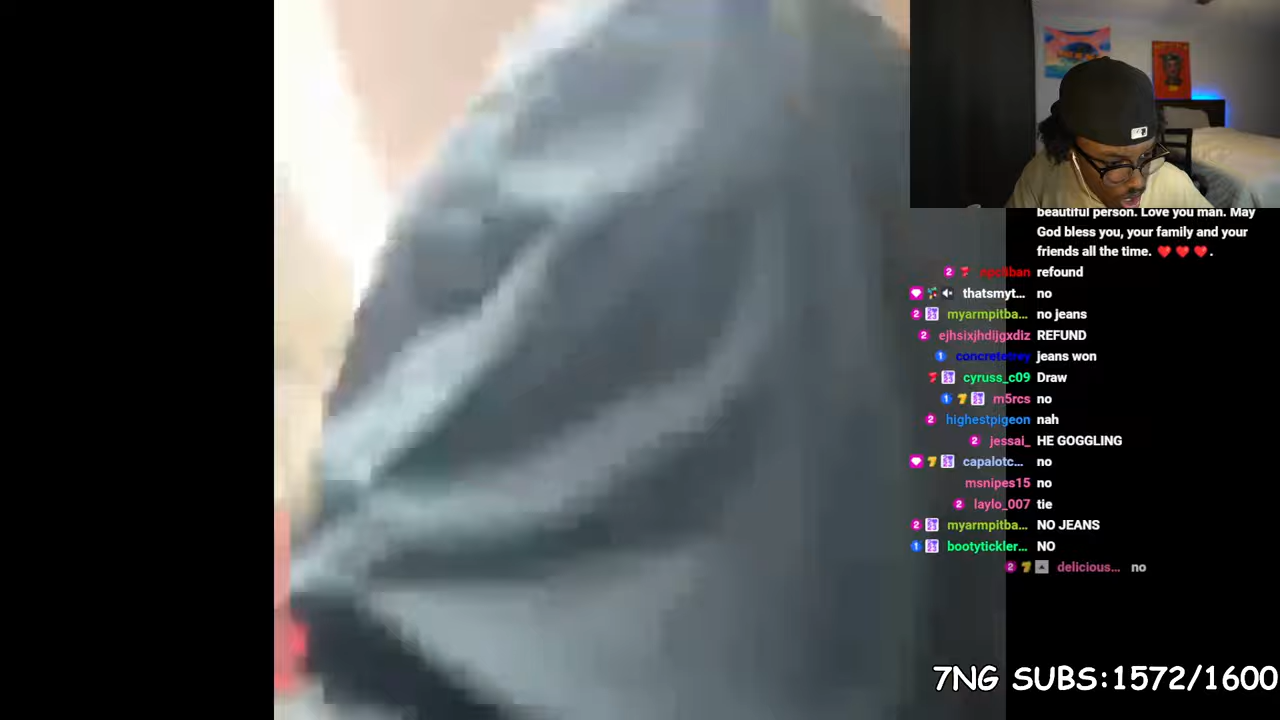 beautiful person. Love you man. May
God bless you, your family and your
friends all the time. ❤️ ❤️ ❤️ .
refound
thatsmyt... no
myarmpitba... no jeans
ejhsixjhdijgxdiz REFUND
concretetrey jeans won
cyruss_c09 Draw
m5rcs no
highestpigeon nah
jessai_ HE GOGGLING
capalotc... no
msnipes15 no
laylo_007 tie
myarmpitba... NO JEANS
bootytickler... NO
delicious... no
7NG SUBS:1572/1600